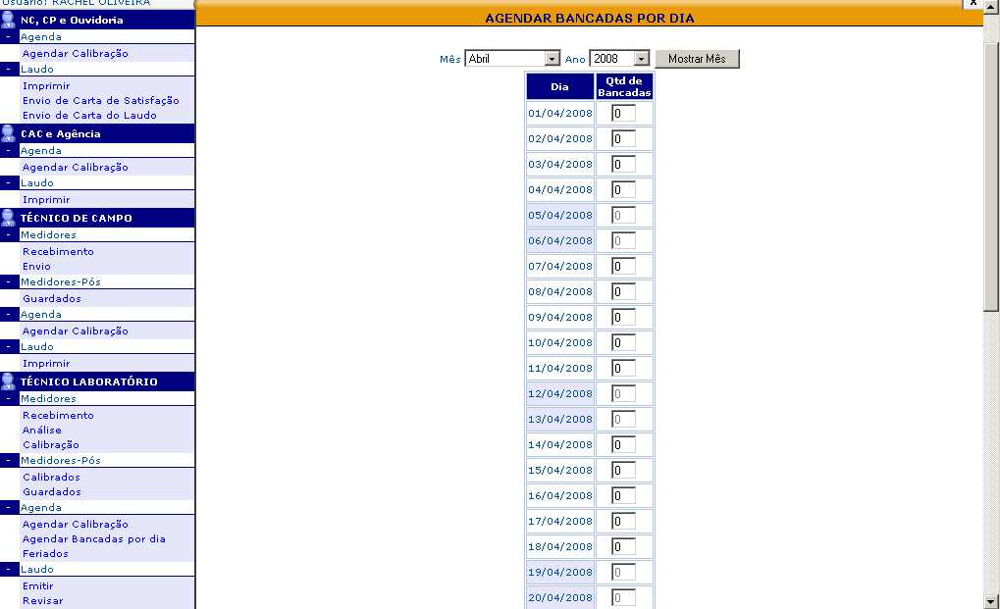 Usuário: RACHEL OLIVEIRA
NC, CP e Ouvidoria
- Agenda
Agendar Calibração
- Laudo
Imprimir
Envio de Carta de Satisfação
Envio de Carta do Laudo
CAC e Agência
- Agenda
Agendar Calibração
- Laudo
Imprimir
TÉCNICO DE CAMPO
- Medidores
Recebimento
Envio
- Medidores-Pós
Guardados
- Agenda
Agendar Calibração
- Laudo
Imprimir
TÉCNICO LABORATÓRIO
- Medidores
Recebimento
Análise
Calibração
- Medidores-Pós
Calibrados
Guardados
- Agenda
Agendar Calibração
Agendar Bancadas por dia
Feriados
- Laudo
Emitir
Revisar
X
AGENDAR BANCADAS POR DIA
Mês Abril Ano 2008 Mostrar Mês
Dia Qtd de
Bancadas
01/04/2008 0
02/04/2008 0
03/04/2008 0
04/04/2008 0
05/04/2008 0
06/04/2008 0
07/04/2008 0
08/04/2008 0
09/04/2008 0
10/04/2008 0
11/04/2008 0
12/04/2008 0
13/04/2008 0
14/04/2008 0
15/04/2008 0
16/04/2008 0
17/04/2008 0
18/04/2008 0
19/04/2008 0
20/04/2008 0